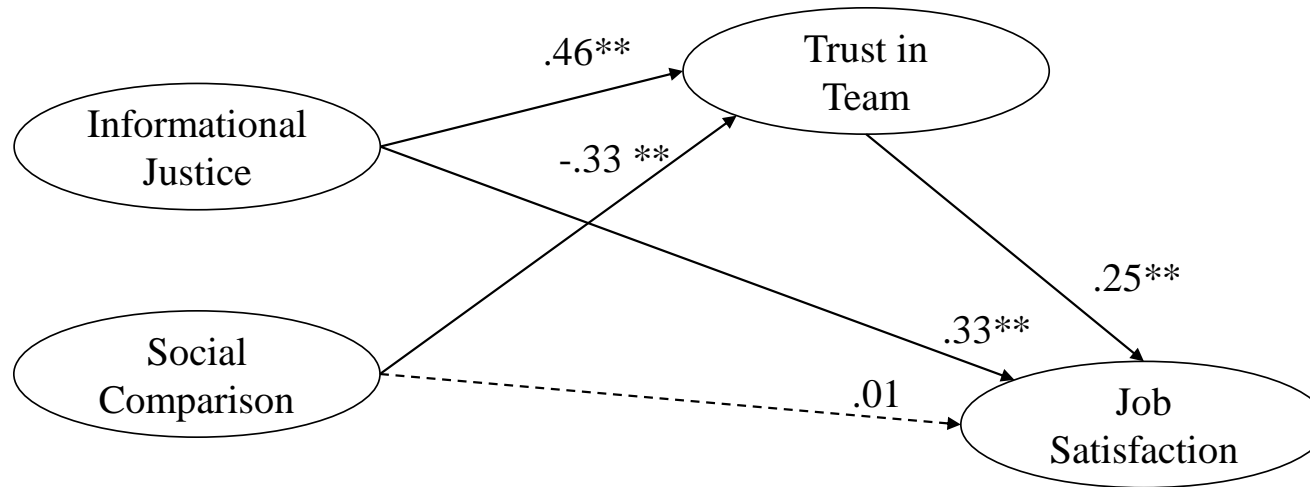 .46**
Trust in
Team
Informational
Justice
-.33 **
.25**
.33**
Social
Comparison
.01
Job
Satisfaction